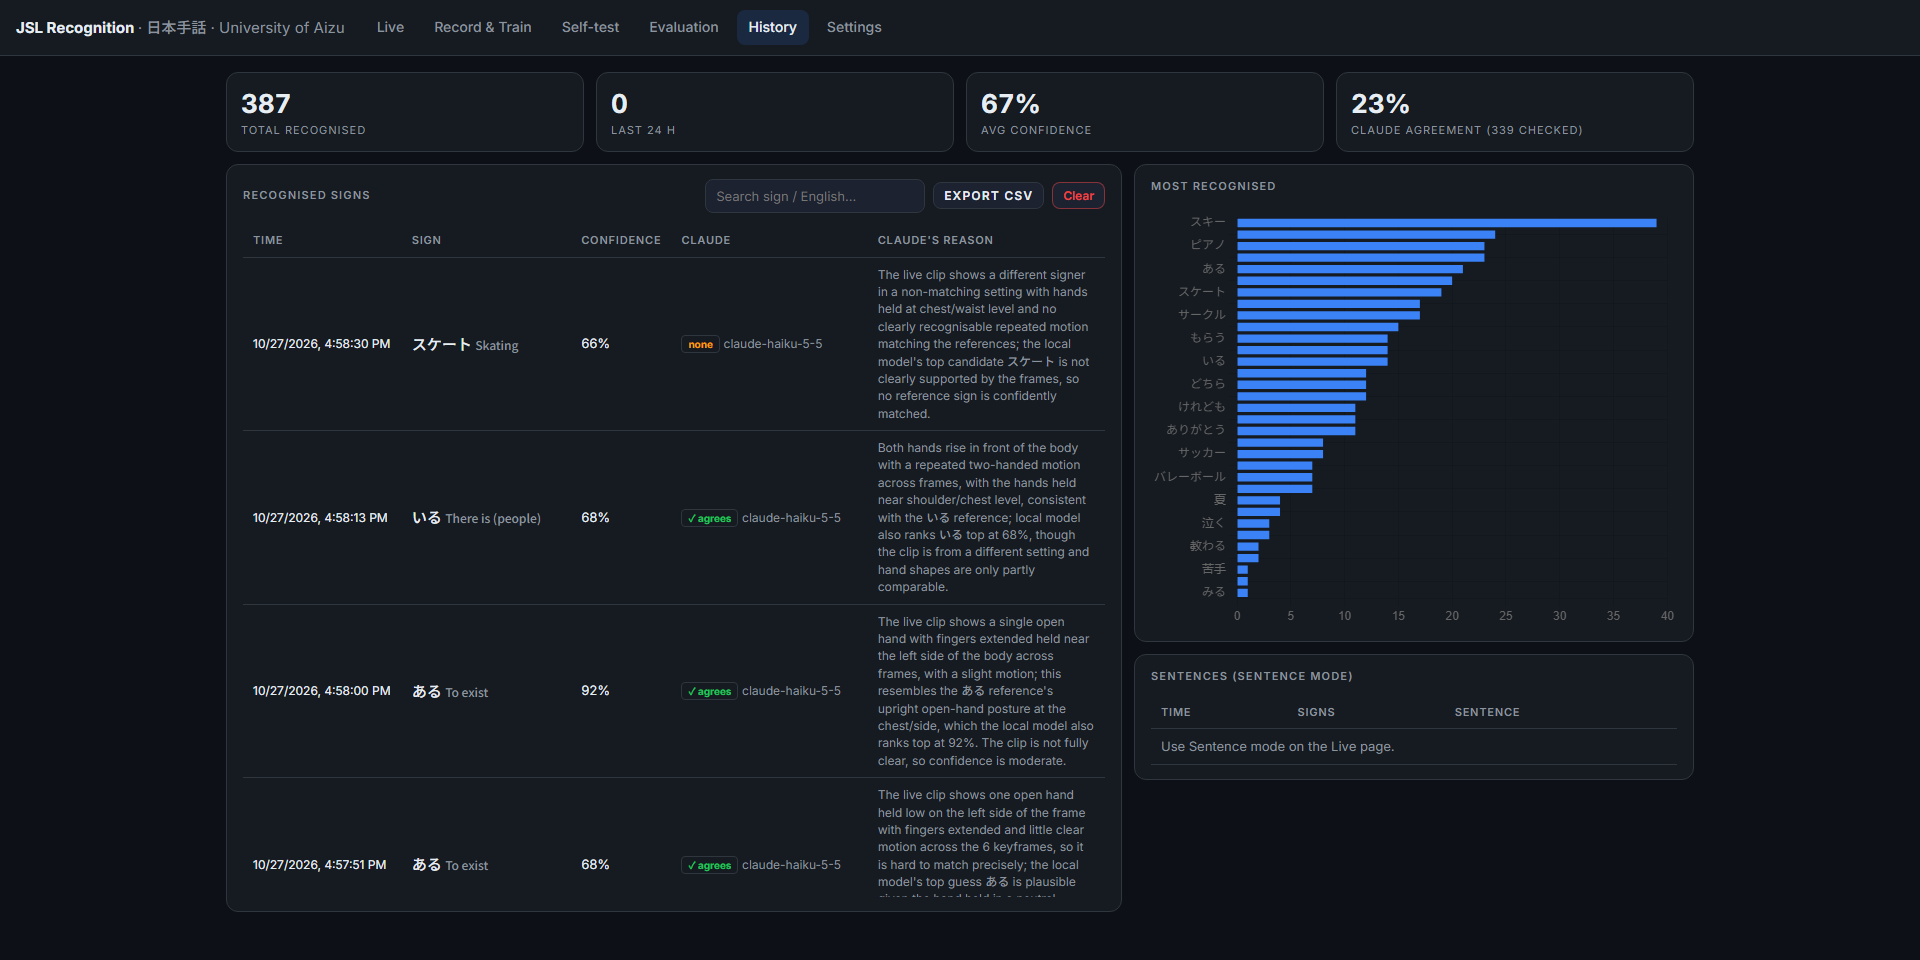 JSL Recognition · 日本手話 · University of Aizu
Live
Record & Train
Self-test
Evaluation
History
Settings
387
TOTAL RECOGNISED
0
LAST 24 H
67%
AVG CONFIDENCE
23%
CLAUDE AGREEMENT (339 CHECKED)
RECOGNISED SIGNS
Search sign / English...
EXPORT CSV
Clear
TIME SIGN CONFIDENCE CLAUDE CLAUDE'S REASON
10/27/2026, 4:58:30 PM スケート Skating 66% none claude-haiku-5-5
The live clip shows a different signer
in a non-matching setting with hands
held at chest/waist level and no
clearly recognisable repeated motion
matching the references; the local
model's top candidate スケート is not
clearly supported by the frames, so
no reference sign is confidently
matched.
10/27/2026, 4:58:13 PM いる There is (people) 68% ✓ agrees claude-haiku-5-5
Both hands rise in front of the body
with a repeated two-handed motion
across frames, with the hands held
near shoulder/chest level, consistent
with the いる reference; local model
also ranks いる top at 68%, though
the clip is from a different setting and
hand shapes are only partly
comparable.
10/27/2026, 4:58:00 PM ある To exist 92% ✓ agrees claude-haiku-5-5
The live clip shows a single open
hand with fingers extended held near
the left side of the body across
frames, with a slight motion; this
resembles the ある reference's
upright open-hand posture at the
chest/side, which the local model also
ranks top at 92%. The clip is not fully
clear, so confidence is moderate.
10/27/2026, 4:57:51 PM ある To exist 68% ✓ agrees claude-haiku-5-5
The live clip shows one open hand
held low on the left side of the frame
with fingers extended and little clear
motion across the 6 keyframes, so it
is hard to match precisely; the local
model's top guess ある is plausible
MOST RECOGNISED
スキー
ピアノ
ある
スケート
サークル
もらう
いる
どちら
けれども
ありがとう
サッカー
バレーボール
夏
泣く
教わる
苦手
みる
0 5 10 15 20 25 30 35 40
SENTENCES (SENTENCE MODE)
TIME SIGNS SENTENCE
Use Sentence mode on the Live page.